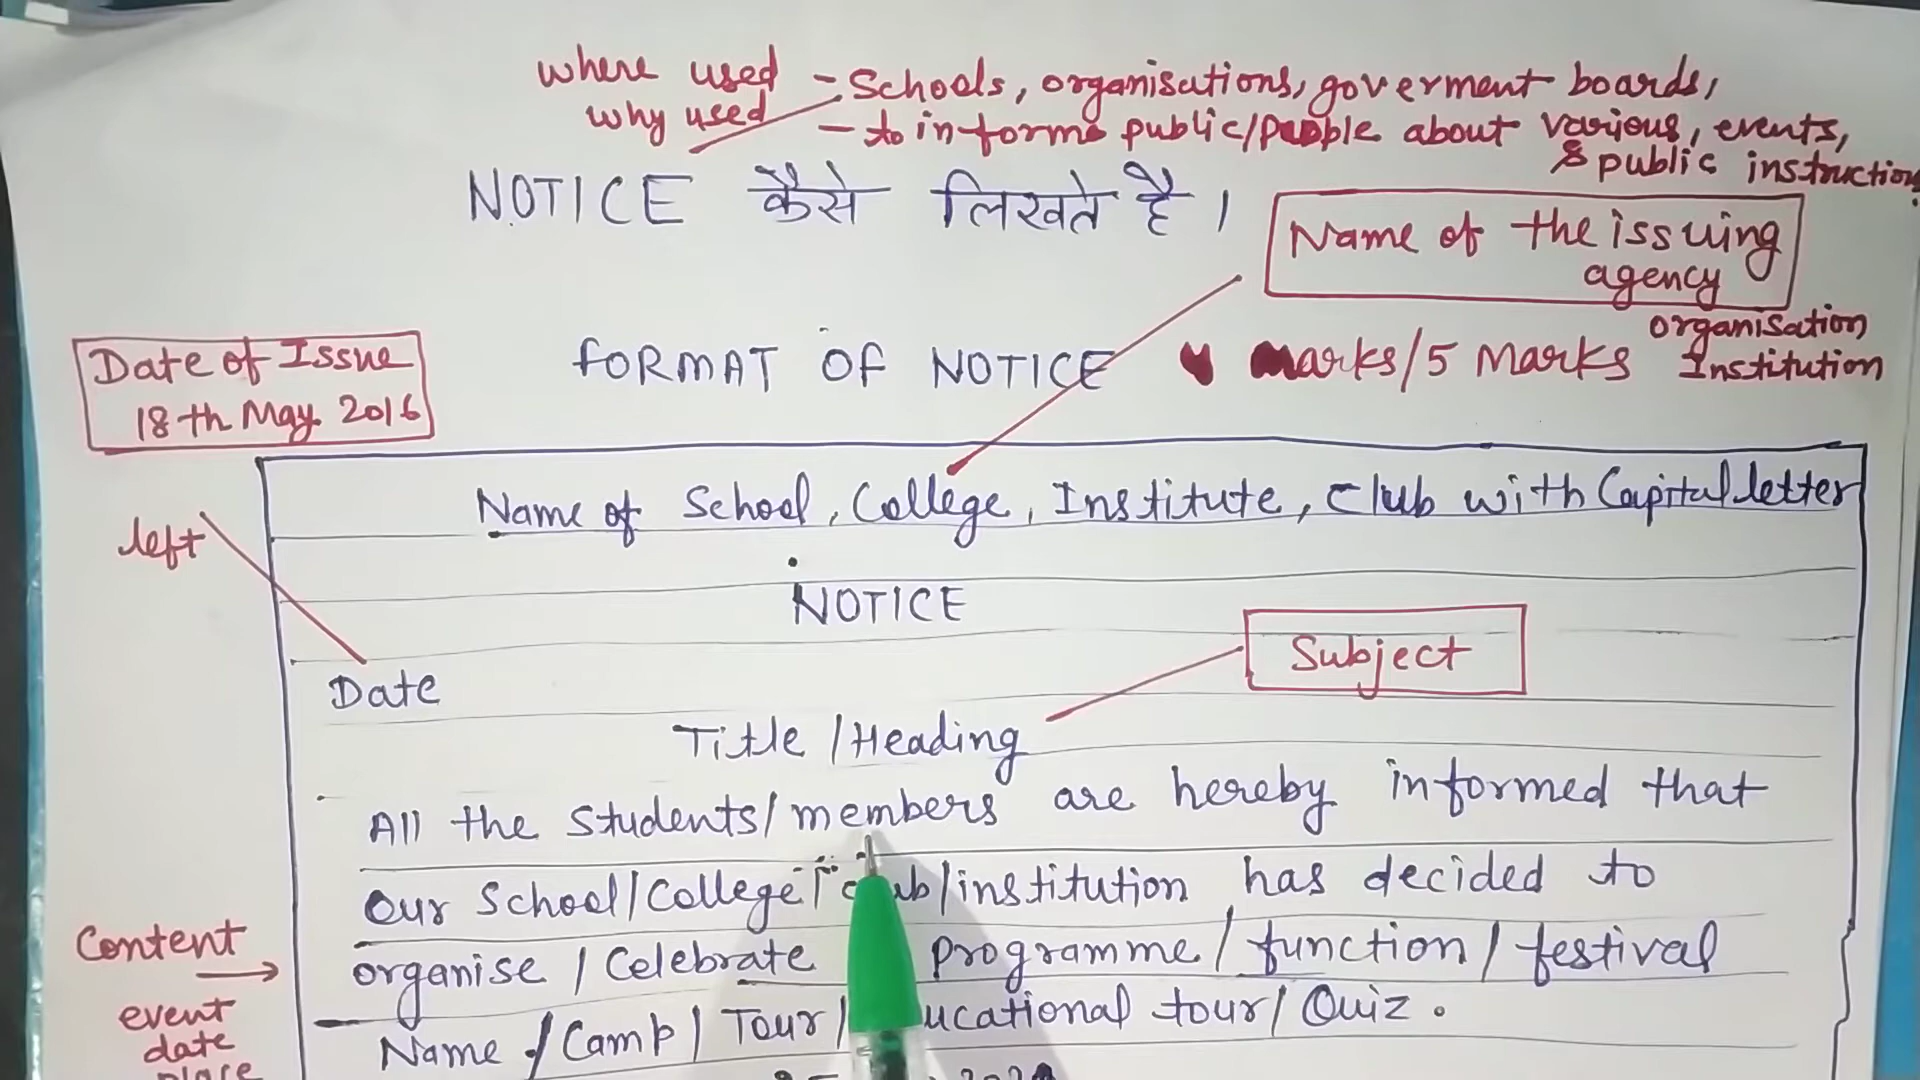 where used - Schools, organisations, goverment boards,
why used - to informs public/people about various, events,
& public instructions
NOTICE कैसे लिखते है ।
Name of the issuing
agency
organisation
Institution
Date of Issue
18th May 2016
FORMAT OF NOTICE marks/5 Marks
Name of School, College, Institute, Club with Capital letter
left
NOTICE
Subject
Date
Title / Heading
All the students/members are hereby informed that
Our School/College/club/institution has decided to
Content
organise / Celebrate programme / function / festival
event
Name / Camp / Tour / ucational tour / Quiz.
date
place